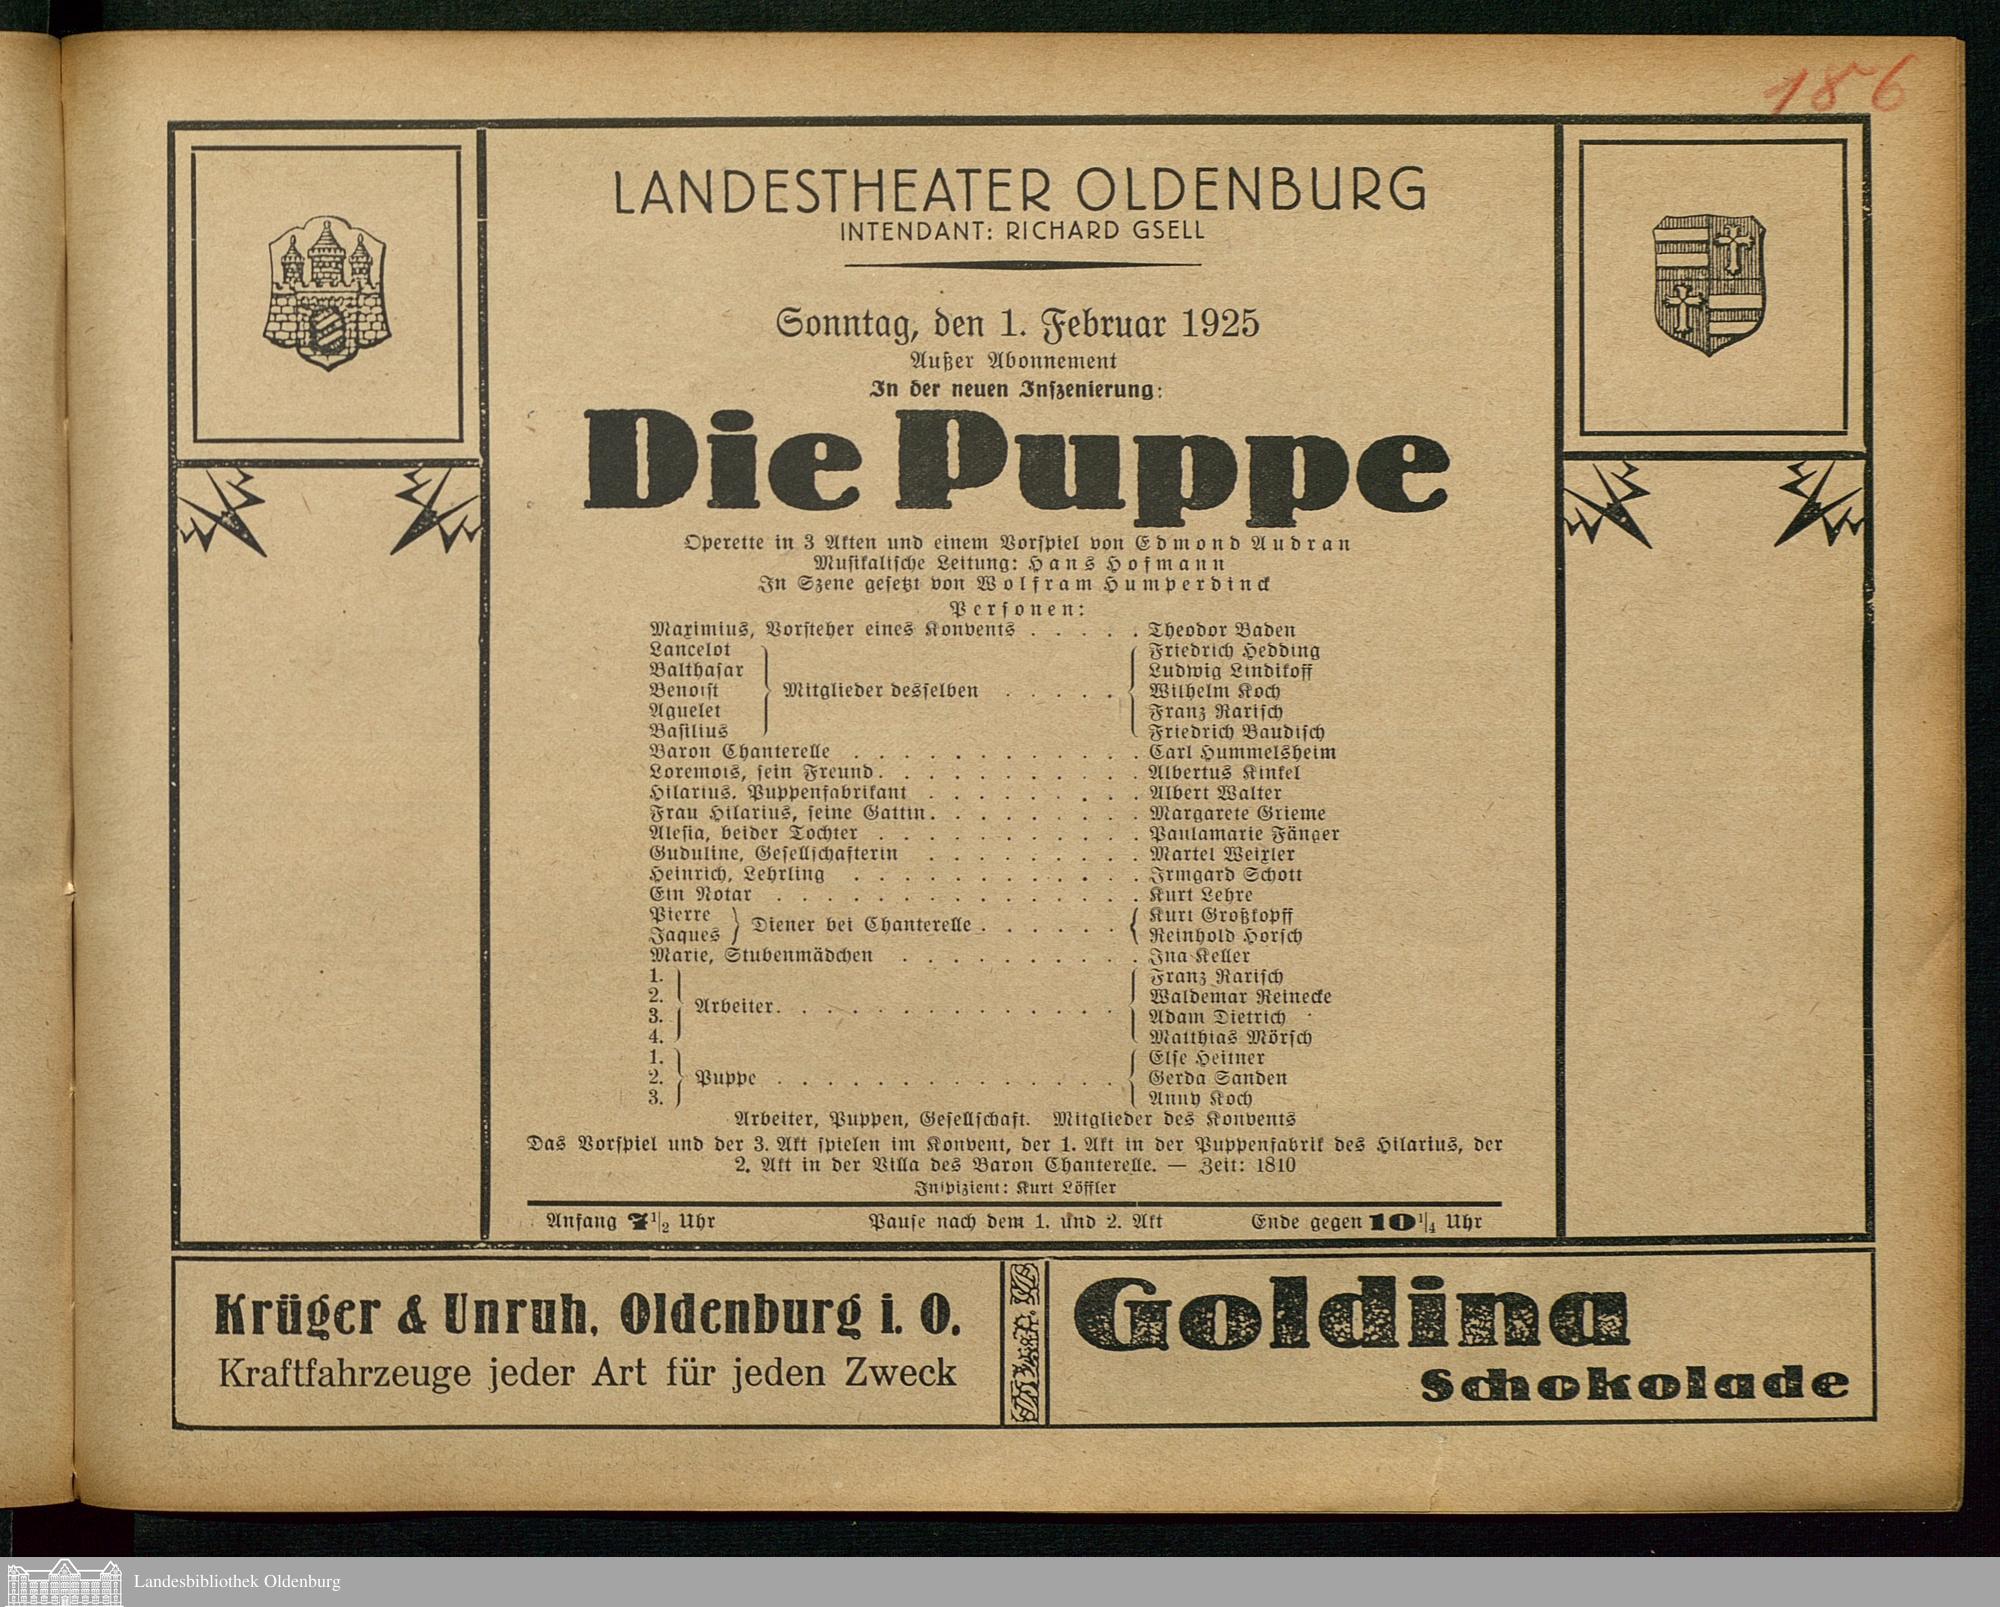 186
LANDESTHEATER OLDENBURG
INTENDANT: RICHARD GSELL
Sonntag, den 1. Februar 1925
Außer Abonnement
In der neuen Inszenierung:
Die Puppe
Operette in 3 Akten und einem Vorspiel von Edmond Audran
Musikalische Leitung: Hans Hofmann
In Szene gesetzt von Wolfram Humperdinck
Personen:
Maximius, Vorsteher eines Konvents . . . . . Theodor Baden
Lancelot Friedrich Hedding
Balthasar Ludwig Lindikoff
Benoist Mitglieder desselben . . . . . Wilhelm Koch
Aguelet Franz Rarisch
Basilius Friedrich Baudisch
Baron Chanterelle . . . . . . . . . . . . Carl Hummelsheim
Loremois, sein Freund. . . . . . . . . . . Albertus Kinkel
Hilarius. Puppenfabrikant . . . . . . . . . Albert Walter
Frau Hilarius, seine Gattin. . . . . . . . . Margarete Grieme
Alesia, beider Tochter . . . . . . . . . . . Paulamarie Fänger
Guduline, Gesellschafterin . . . . . . . . . Martel Weixler
Heinrich, Lehrling . . . . . . . . . . . . Irmgard Schott
Ein Notar . . . . . . . . . . . . . . . Kurt Lehre
Pierre Kurt Großkopff
Diener bei Chanterelle . . . . . .
Jaques Reinhold Horsch
Marie, Stubenmädchen . . . . . . . . . . Ina Keller
1. Franz Rarisch
2. Waldemar Reinecke
Arbeiter. . . . . . . . . . . . . . .
3. Adam Dietrich
4. Matthias Mörsch
1. Else Heitner
2. Puppe . . . . . . . . . . . . . . Gerda Sanden
3. Anny Koch
Arbeiter, Puppen, Gesellschaft. Mitglieder des Konvents
Das Vorspiel und der 3. Akt spielen im Konvent, der 1. Akt in der Puppenfabrik des Hilarius, der
2. Akt in der Villa des Baron Chanterelle. — Zeit: 1810
Inspizient: Kurt Löffler
Anfang 7 1/2 Uhr Pause nach dem 1. und 2. Akt Ende gegen 10 1/4 Uhr
Krüger & Unruh, Oldenburg i. O.
Kraftfahrzeuge jeder Art für jeden Zweck
Goldina
Schokolade
Landesbibliothek Oldenburg